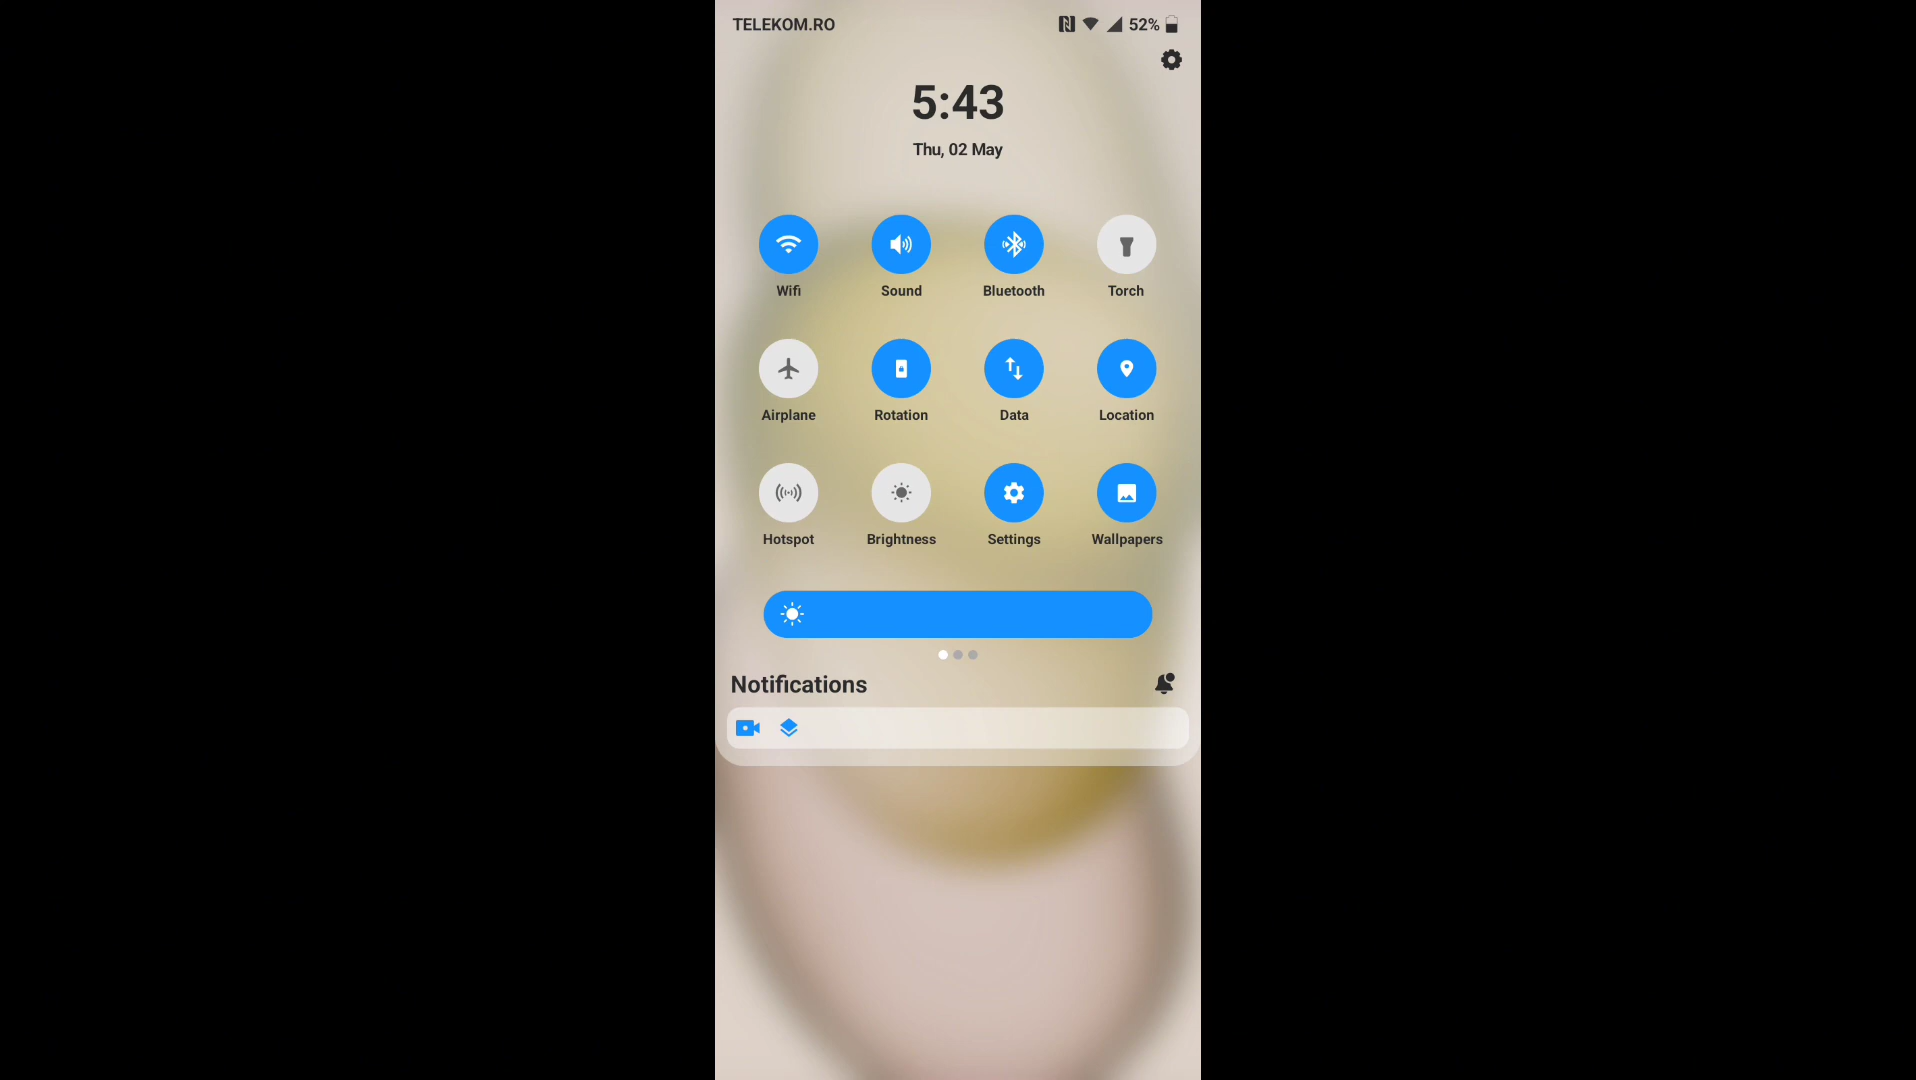 TELEKOM.RO 52%
5:43
Thu, 02 May
Wifi Sound Bluetooth Torch
Airplane Rotation Data Location
Hotspot Brightness Settings Wallpapers
Notifications